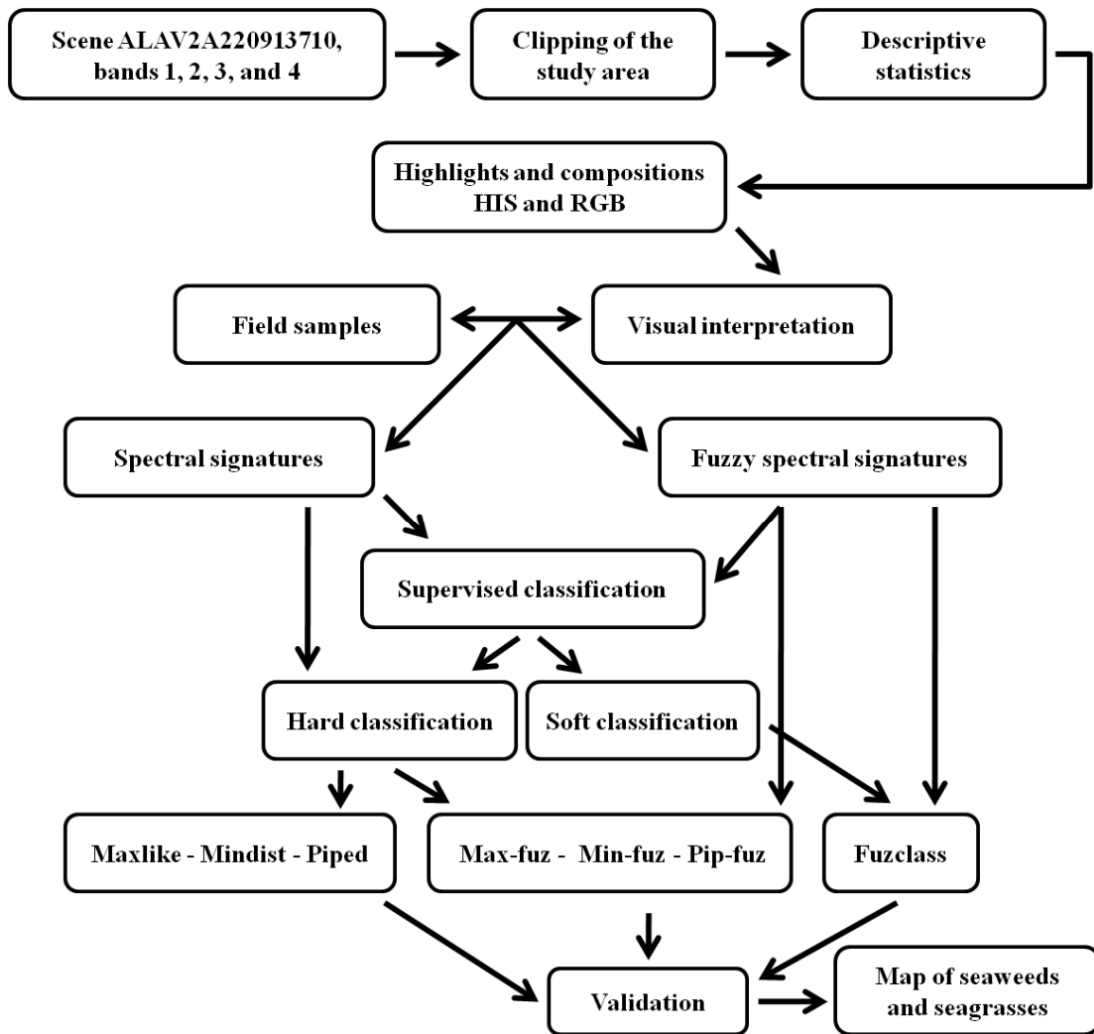 Scene ALAV2A220913710,
bands 1, 2, 3, and 4
Clipping of the
study area
Descriptive
statistics
Highlights and compositions
HIS and RGB
Field samples
Visual interpretation
Spectral signatures
Fuzzy spectral signatures
Supervised classification
Hard classification
Soft classification
Maxlike - Mindist - Piped
Max-fuz - Min-fuz - Pip-fuz
Fuzclass
Validation
Map of seaweeds
and seagrasses